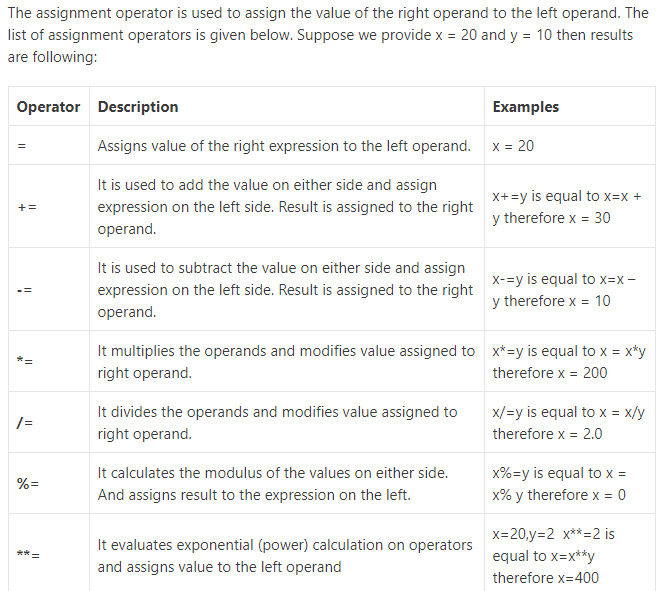 The assignment operator is used to assign the value of the right operand to the left operand. The
list of assignment operators is given below. Suppose we provide x = 20 and y = 10 then results
are following:
Operator Description Examples
= Assigns value of the right expression to the left operand. x = 20
It is used to add the value on either side and assign
+= expression on the left side. Result is assigned to the right
operand.
x+=y is equal to x=x +
y therefore x = 30
It is used to subtract the value on either side and assign
-= expression on the left side. Result is assigned to the right
operand.
x-=y is equal to x=x –
y therefore x = 10
*=
It multiplies the operands and modifies value assigned to
right operand.
x*=y is equal to x = x*y
therefore x = 200
/=
It divides the operands and modifies value assigned to
right operand.
x/=y is equal to x = x/y
therefore x = 2.0
%=
It calculates the modulus of the values on either side.
And assigns result to the expression on the left.
x%=y is equal to x =
x% y therefore x = 0
**=
It evaluates exponential (power) calculation on operators
and assigns value to the left operand
x=20,y=2 x**=2 is
equal to x=x**y
therefore x=400